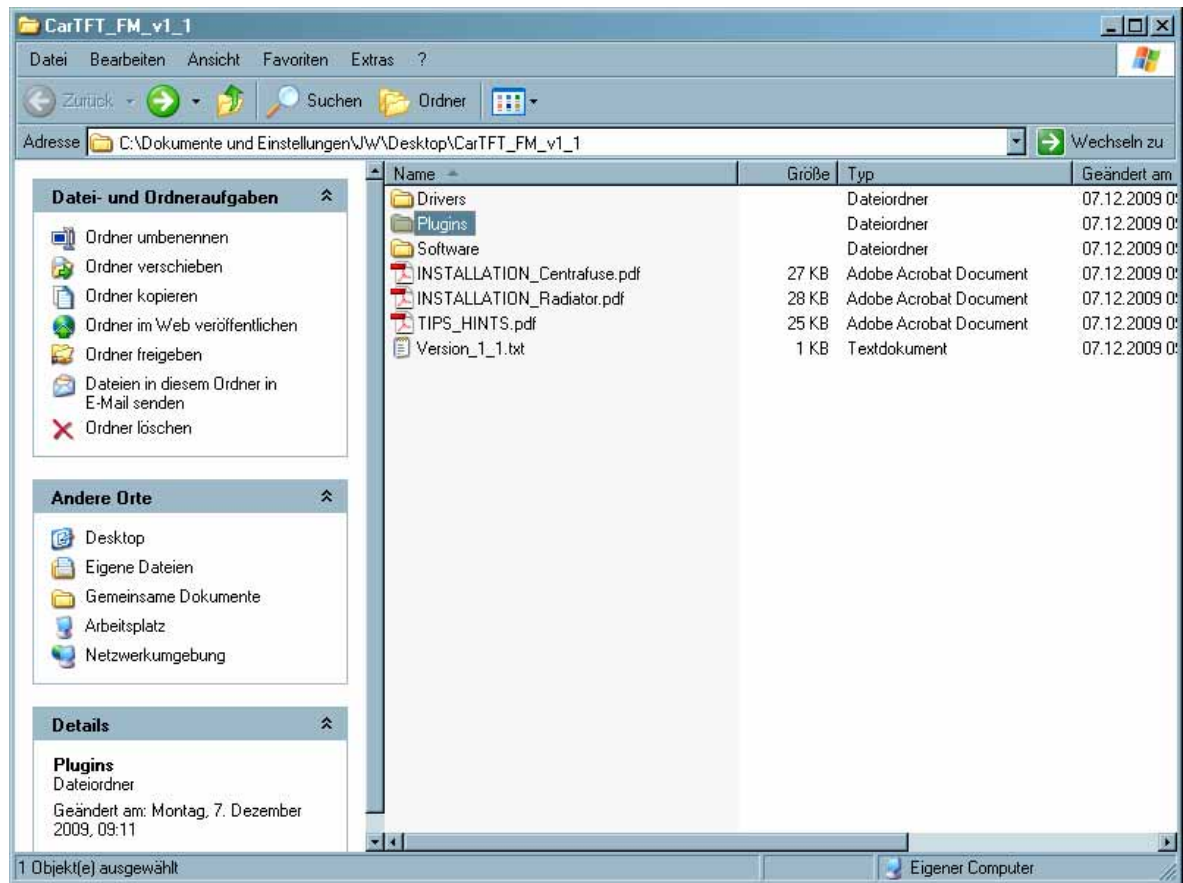 CarTFT_FM_v1_1
Datei Bearbeiten Ansicht Favoriten Extras ?
Zurück Suchen Ordner
Adresse C:\Dokumente und Einstellungen\JW\Desktop\CarTFT_FM_v1_1 Wechseln zu
Datei- und Ordneraufgaben
Ordner umbenennen
Ordner verschieben
Ordner kopieren
Ordner im Web veröffentlichen
Ordner freigeben
Dateien in diesem Ordner in
E-Mail senden
Ordner löschen
Andere Orte
Desktop
Eigene Dateien
Gemeinsame Dokumente
Arbeitsplatz
Netzwerkumgebung
Details
Plugins
Dateiordner
Geändert am: Montag, 7. Dezember
2009, 09:11
Name Größe Typ Geändert am
Drivers Dateiordner 07.12.2009
Plugins Dateiordner 07.12.2009
Software Dateiordner 07.12.2009
INSTALLATION_Centrafuse.pdf 27 KB Adobe Acrobat Document 07.12.2009
INSTALLATION_Radiator.pdf 28 KB Adobe Acrobat Document 07.12.2009
TIPS_HINTS.pdf 25 KB Adobe Acrobat Document 07.12.2009
Version_1_1.txt 1 KB Textdokument 07.12.2009
1 Objekt(e) ausgewählt Eigener Computer